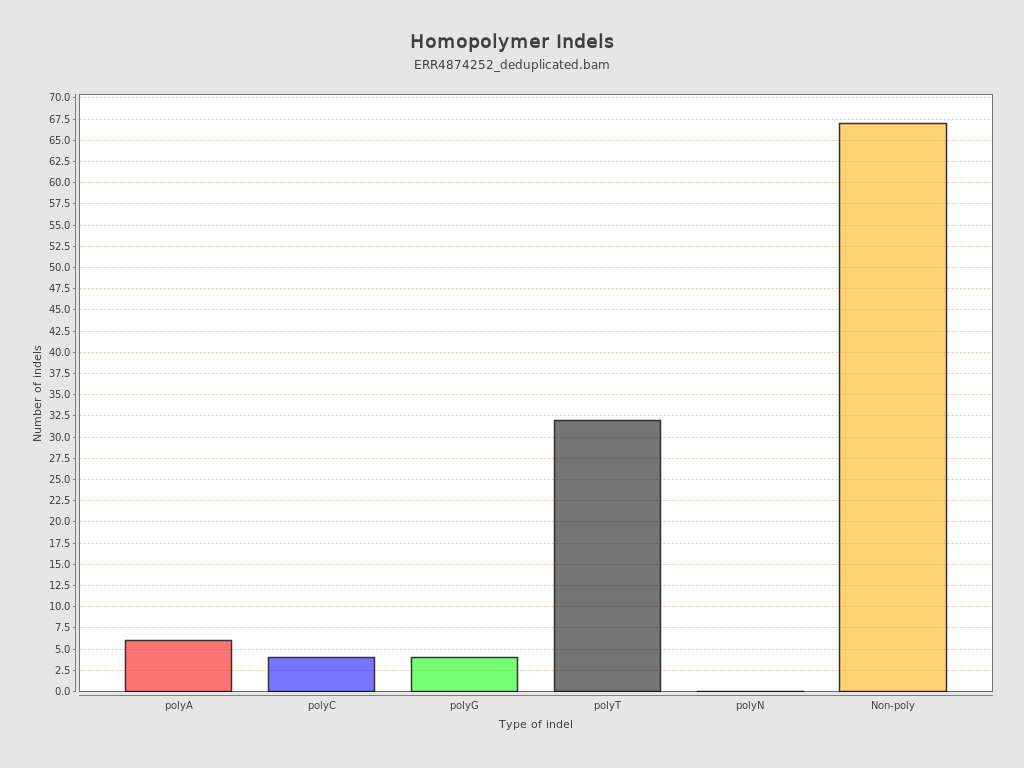 Homopolymer Indels
ERR4874252_deduplicated.bam
70.0
67.5
65.0
62.5
60.0
57.5
55.0
52.5
50.0
47.5
45.0
42.5
40.0
37.5
35.0
32.5
30.0
27.5
25.0
22.5
20.0
17.5
15.0
12.5
10.0
7.5
5.0
2.5
0.0
Number of indels
polyA
polyC
polyG
polyT
polyN
Non-poly
Type of indel